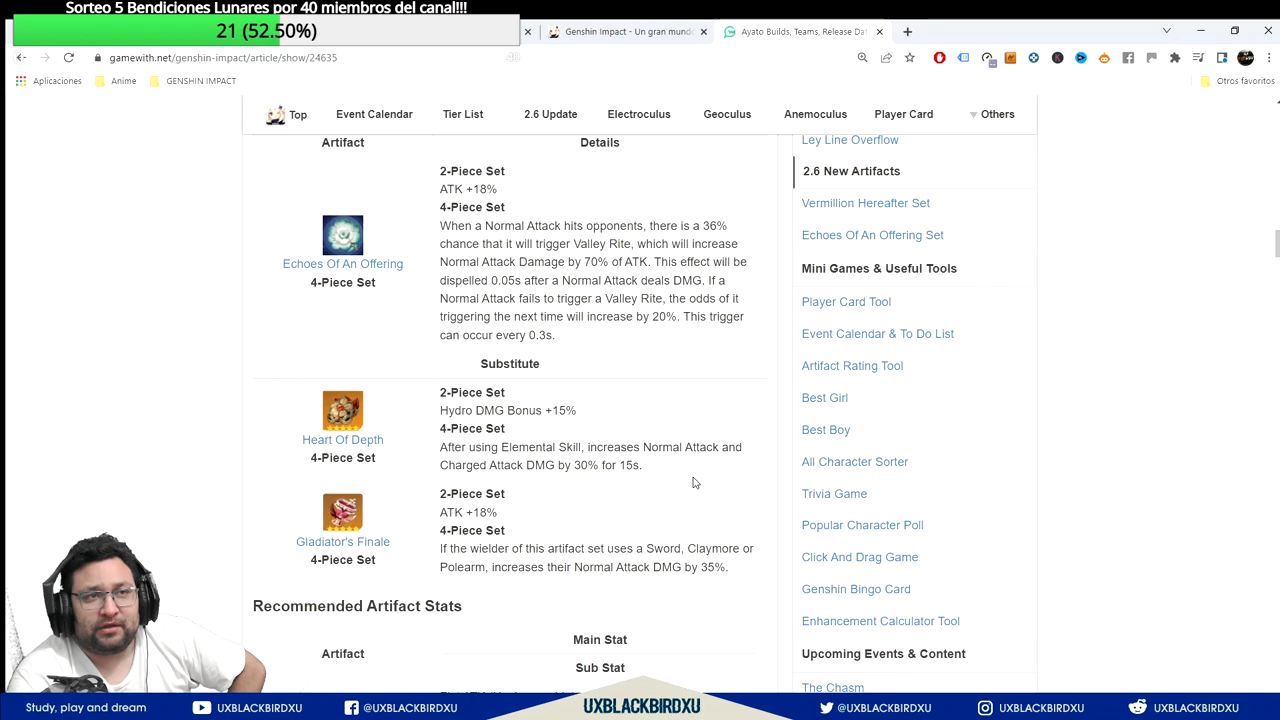 Sorteo 5 Bendiciones Lunares por 40 miembros del canal!!!
21 (52.50%)
Genshin Impact - Un gran mund
Ayato Builds, Teams, Release Da
gamewith.net/genshin-impact/article/show/24635
Aplicaciones
Anime
GENSHIN IMPACT
Otros favoritos
Top
Event Calendar
Tier List
2.6 Update
Electroculus
Geoculus
Anemoculus
Player Card
Others
Artifact
Details
2-Piece Set
ATK +18%
4-Piece Set
When a Normal Attack hits opponents, there is a 36%
chance that it will trigger Valley Rite, which will increase
Normal Attack Damage by 70% of ATK. This effect will be
dispelled 0.05s after a Normal Attack deals DMG. If a
Normal Attack fails to trigger a Valley Rite, the odds of it
triggering the next time will increase by 20%. This trigger
can occur every 0.3s.
Echoes Of An Offering
4-Piece Set
Substitute
2-Piece Set
Hydro DMG Bonus +15%
4-Piece Set
After using Elemental Skill, increases Normal Attack and
Charged Attack DMG by 30% for 15s.
Heart Of Depth
4-Piece Set
2-Piece Set
ATK +18%
4-Piece Set
If the wielder of this artifact set uses a Sword, Claymore or
Polearm, increases their Normal Attack DMG by 35%.
Gladiator's Finale
4-Piece Set
Recommended Artifact Stats
Artifact
Main Stat
Sub Stat
Ley Line Overflow
2.6 New Artifacts
Vermillion Hereafter Set
Echoes Of An Offering Set
Mini Games & Useful Tools
Player Card Tool
Event Calendar & To Do List
Artifact Rating Tool
Best Girl
Best Boy
All Character Sorter
Trivia Game
Popular Character Poll
Click And Drag Game
Genshin Bingo Card
Enhancement Calculator Tool
Upcoming Events & Content
The Chasm
Study, play and dream
UXBLACKBIRDXU
@UXBLACKBIRDXU
UXBLACKBIRDXU
@UXBLACKBIRDXU
UXBLACKBIRDXU
UXBLACKBIRDXU